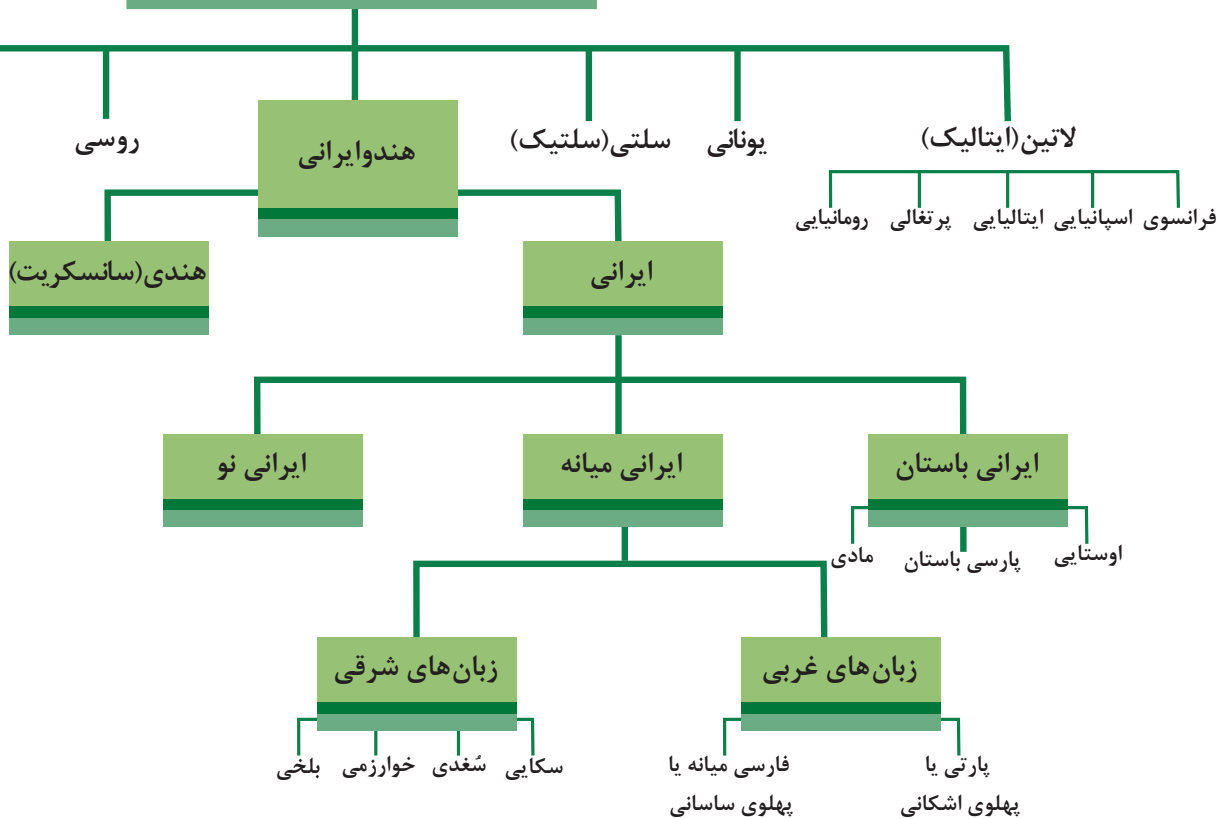 لاتین(ایتالیک)
یونانی
سلتی(سلتیک)
هندوایرانی
روسی
فرانسوی
اسپانیایی
ایتالیایی
پرتغالی
رومانیایی
ایرانی
هندی(سانسکریت)
ایرانی باستان
ایرانی میانه
ایرانی نو
اوستایی
پارسی باستان
مادی
زبان‌های غربی
زبان‌های شرقی
پارتی یا
پهلوی اشکانی
فارسی میانه یا
پهلوی ساسانی
سکایی
سُغدی
خوارزمی
بلخی